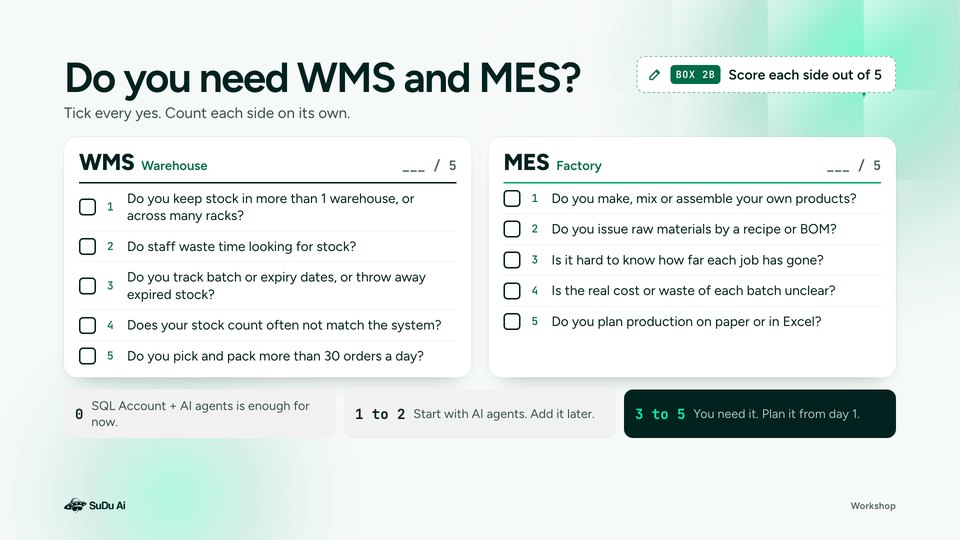 Do you need WMS and MES?
BOX 2B Score each side out of 5
Tick every yes. Count each side on its own.
WMS Warehouse ___ / 5
1 Do you keep stock in more than 1 warehouse, or
across many racks?
2 Do staff waste time looking for stock?
3 Do you track batch or expiry dates, or throw away
expired stock?
4 Does your stock count often not match the system?
5 Do you pick and pack more than 30 orders a day?
MES Factory ___ / 5
1 Do you make, mix or assemble your own products?
2 Do you issue raw materials by a recipe or BOM?
3 Is it hard to know how far each job has gone?
4 Is the real cost or waste of each batch unclear?
5 Do you plan production on paper or in Excel?
0 SQL Account + AI agents is enough for
now.
1 to 2 Start with AI agents. Add it later.
3 to 5 You need it. Plan it from day 1.
SuDu Ai
Workshop